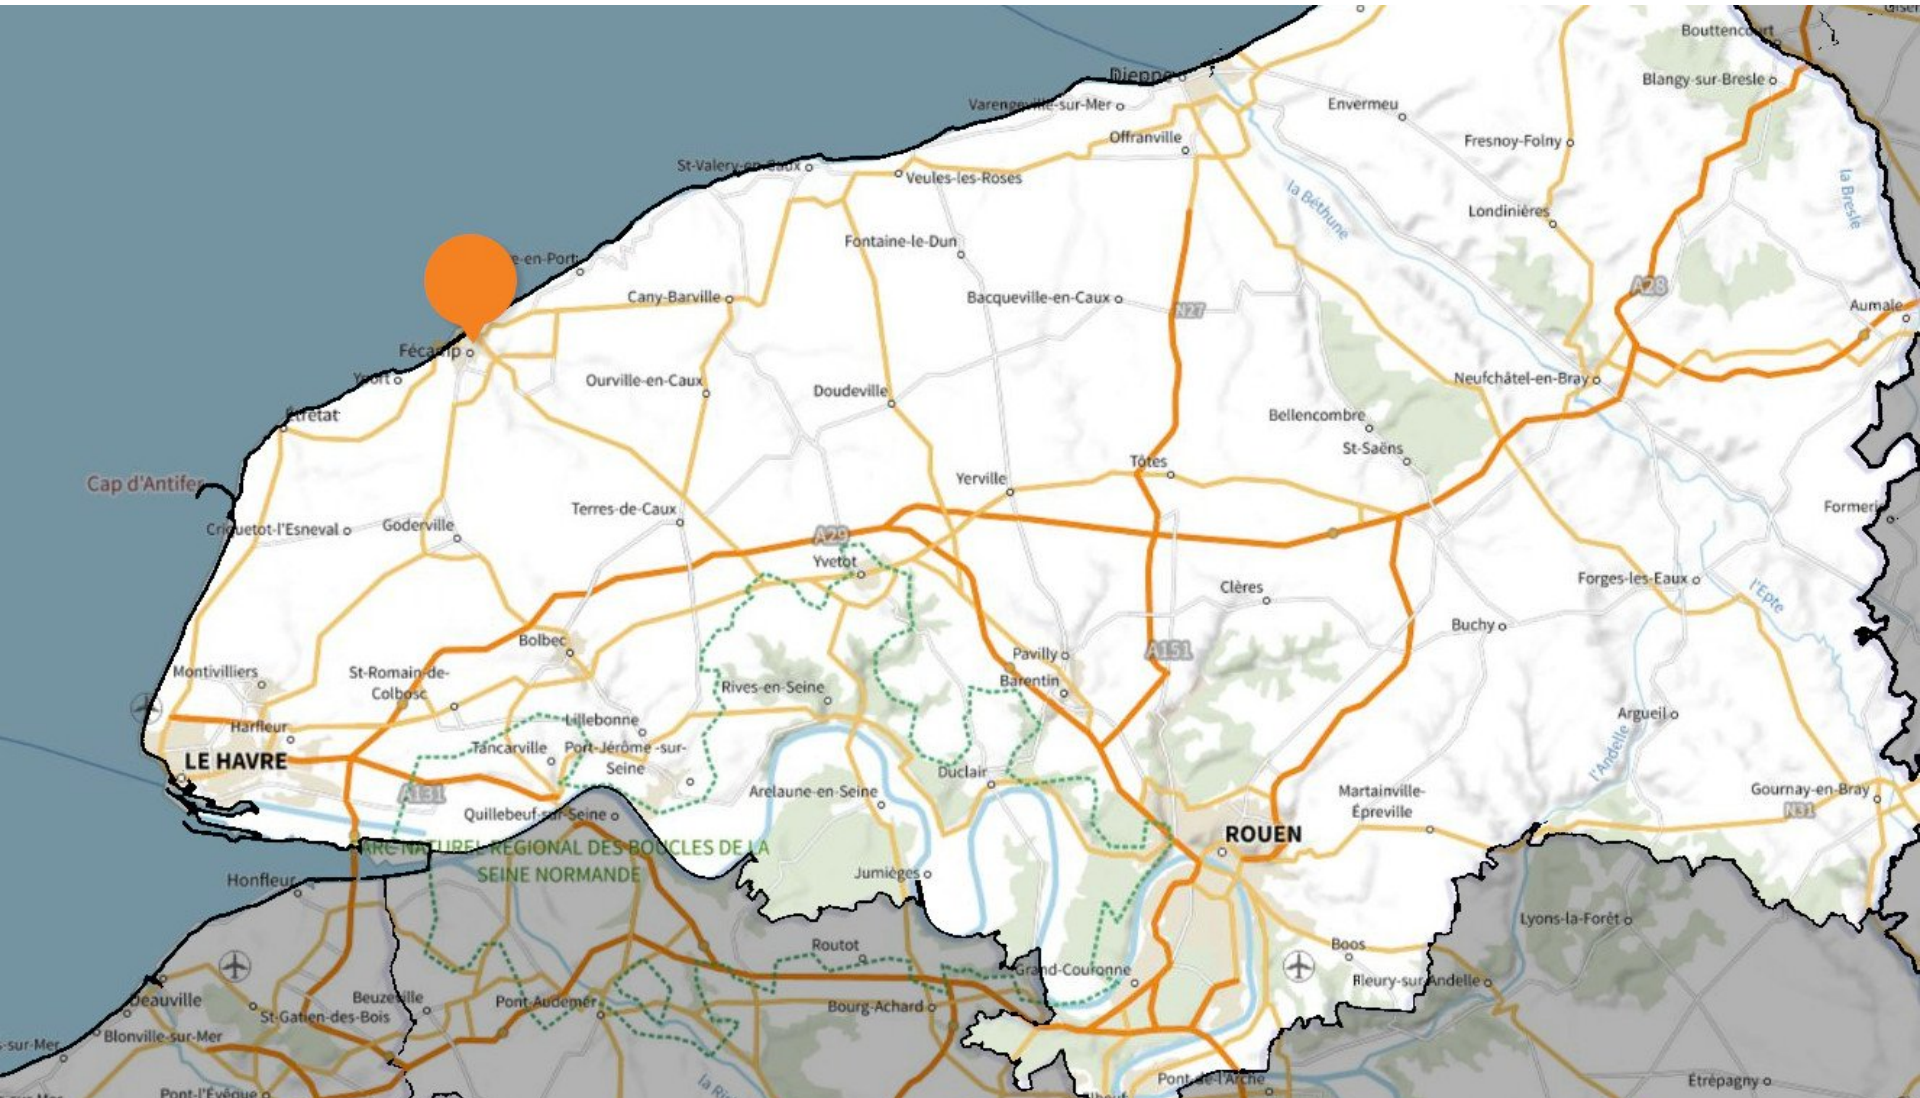 Bouttencourt
Blangy-sur-Bresle
Dieppe
Varengeville-sur-Mer
Envermeu
Offranville
Fresnoy-Folny
St-Valery-en-Caux
Veules-les-Roses
la Béthune
la Bresle
Londinières
Fontaine-le-Dun
e-en-Port
Cany-Barville
Bacqueville-en-Caux
N27
A28
Aumale
Fécamp
Yport
Ourville-en-Caux
Doudeville
Neufchâtel-en-Bray
Étretat
Bellencombre
St-Saëns
Cap d'Antifer
Tôtes
Yerville
Terres-de-Caux
Criquetot-l'Esneval
Goderville
Formeri
A29
Yvetot
Clères
Forges-les-Eaux
l'Epte
Buchy
Bolbec
Pavilly
A151
Montivilliers
St-Romain-de-
Colbosc
Rives-en-Seine
Barentin
Harfleur
Lillebonne
Argueil
l'Andelle
Tancarville
Port-Jérôme -sur-
Seine
LE HAVRE
Duclair
A131
Arelaune-en-Seine
Martainville-
Épreville
Gournay-en-Bray
N31
Quillebeuf-sur-Seine
ROUEN
PARC NATUREL RÉGIONAL DES BOUCLES DE LA
SEINE NORMANDE
Honfleur
Jumièges
Lyons-la-Forêt
Routot
Boos
Grand-Couronne
Fleury-sur-Andelle
Deauville
Beuzeville
Pont-Audemer
Bourg-Achard
St-Gatien-des-Bois
Blonville-sur-Mer
s-sur-Mer
la Ri
Pont-de-l'Arche
Étrépagny
Pont-l'Évêque